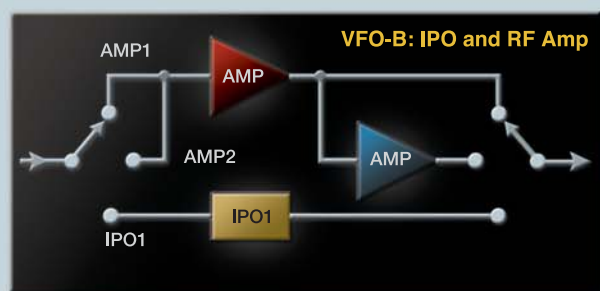 VFO-B: IPO and RF Amp
AMP1
AMP
AMP2
AMP
IPO1
IPO1